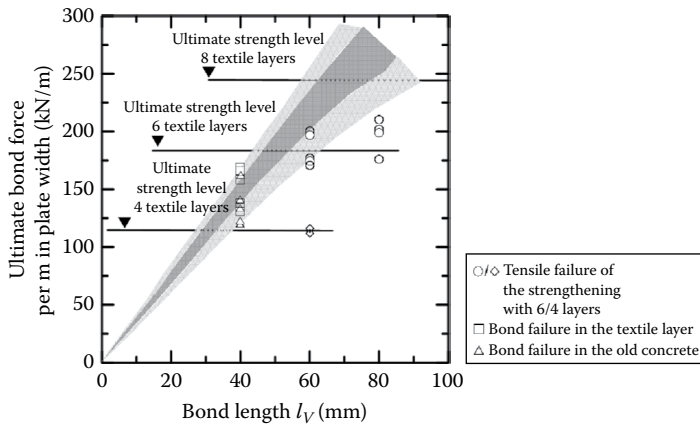 300
250
200
150
100
50
0
Ultimate bond force
per m in plate width (kN/m)
Ultimate strength level
8 textile layers
Ultimate strength level
6 textile layers
Ultimate
strength level
4 textile layers
0 20 40 60 80 100
Bond length lV (mm)
○/◇ Tensile failure of
the strengthening
with 6/4 layers
□ Bond failure in the textile layer
△ Bond failure in the old concrete